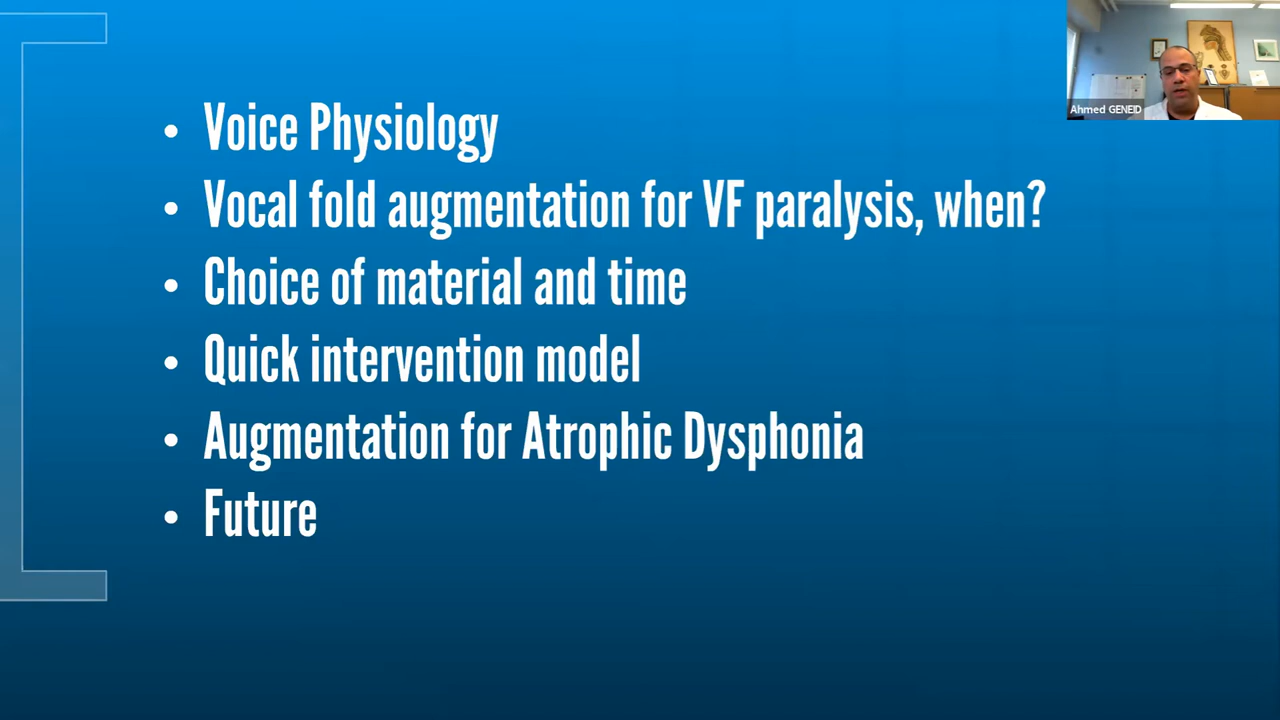 Voice Physiology
Vocal fold augmentation for VF paralysis, when?
Choice of material and time
Quick intervention model
Augmentation for Atrophic Dysphonia
Future
Ahmed GENEID